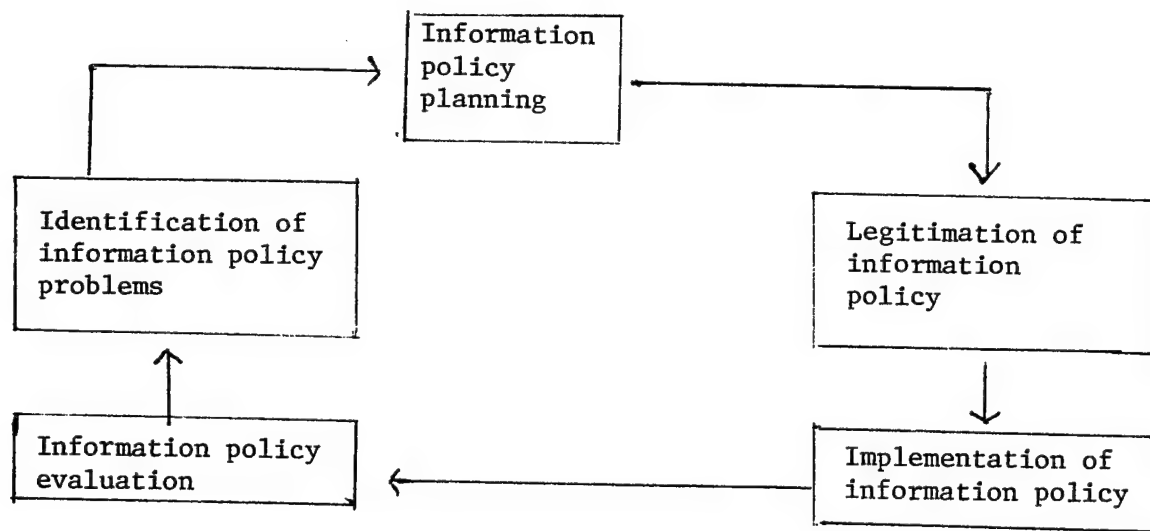 Information
policy
planning
Identification of
information policy
problems
Legitimation of
information
policy
Information policy
evaluation
Implementation of
information policy